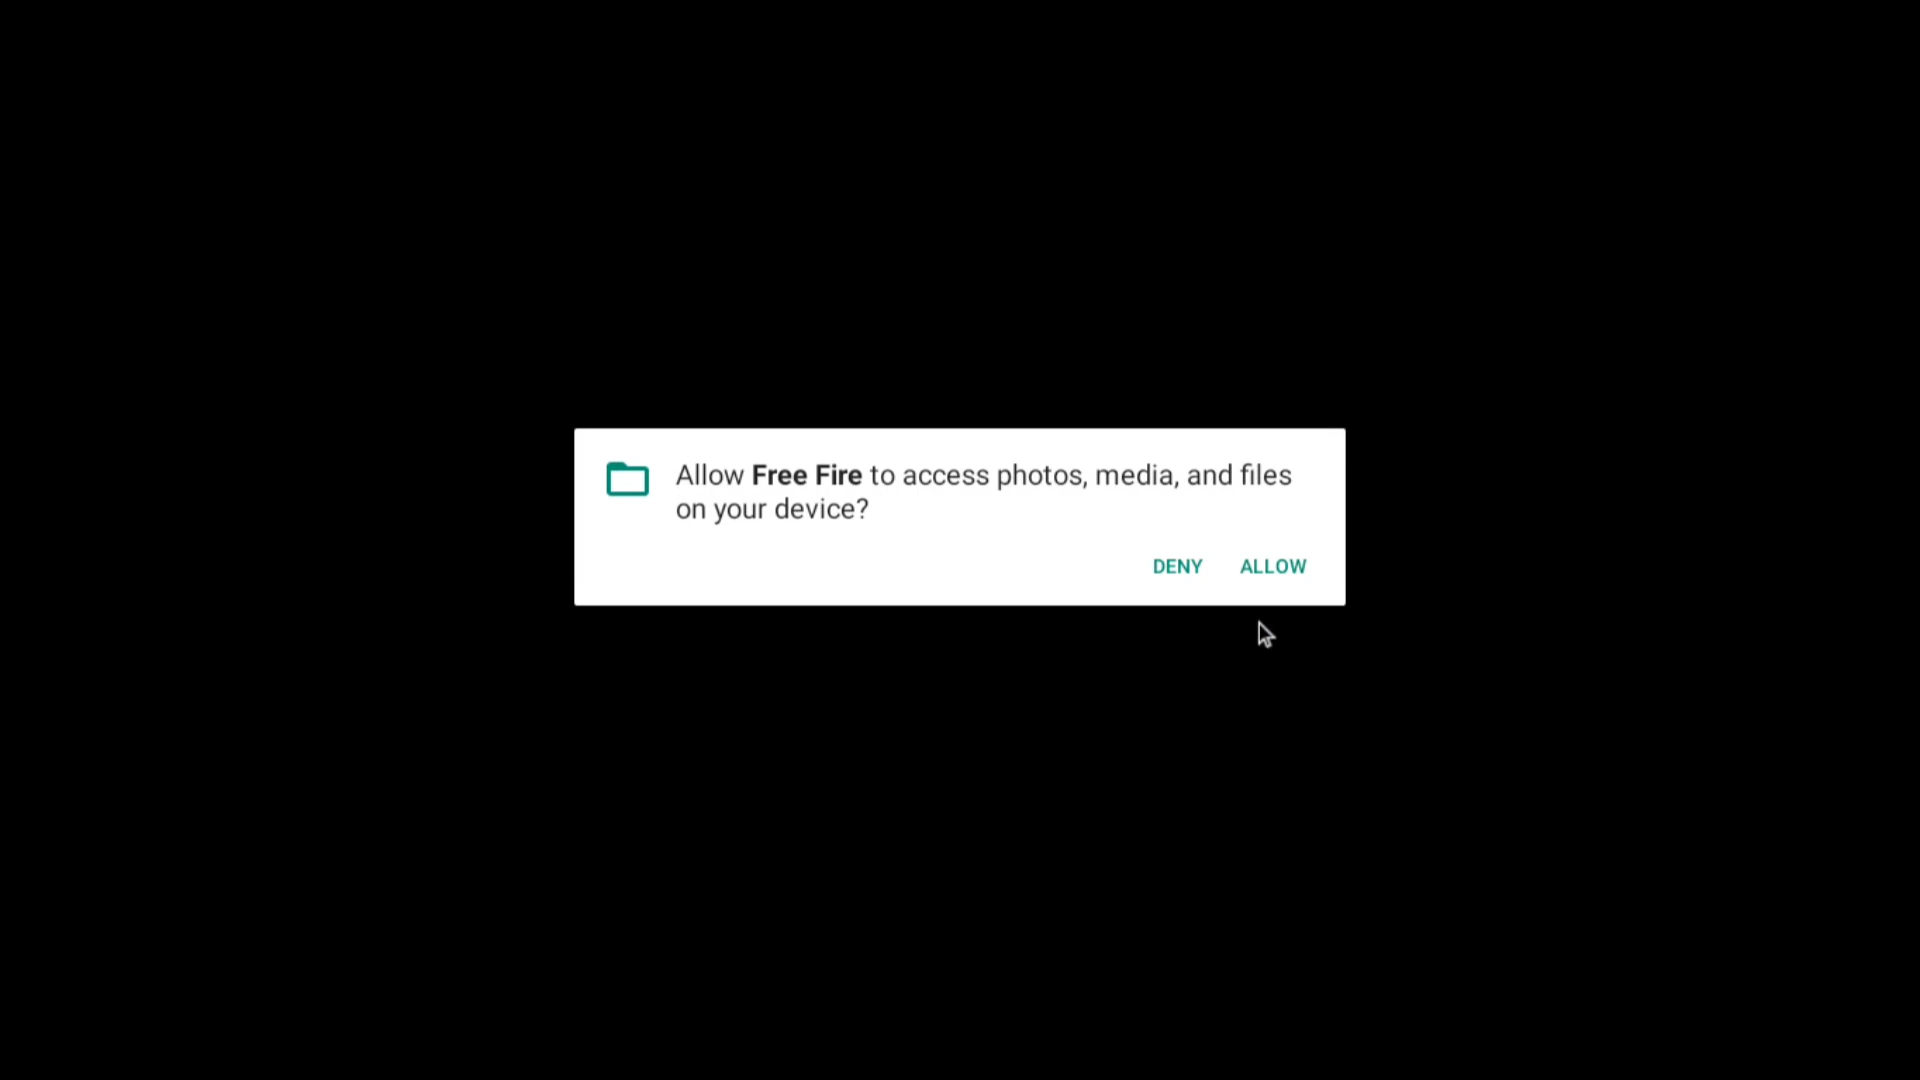 Allow Free Fire to access photos, media, and files
on your device?
DENY ALLOW